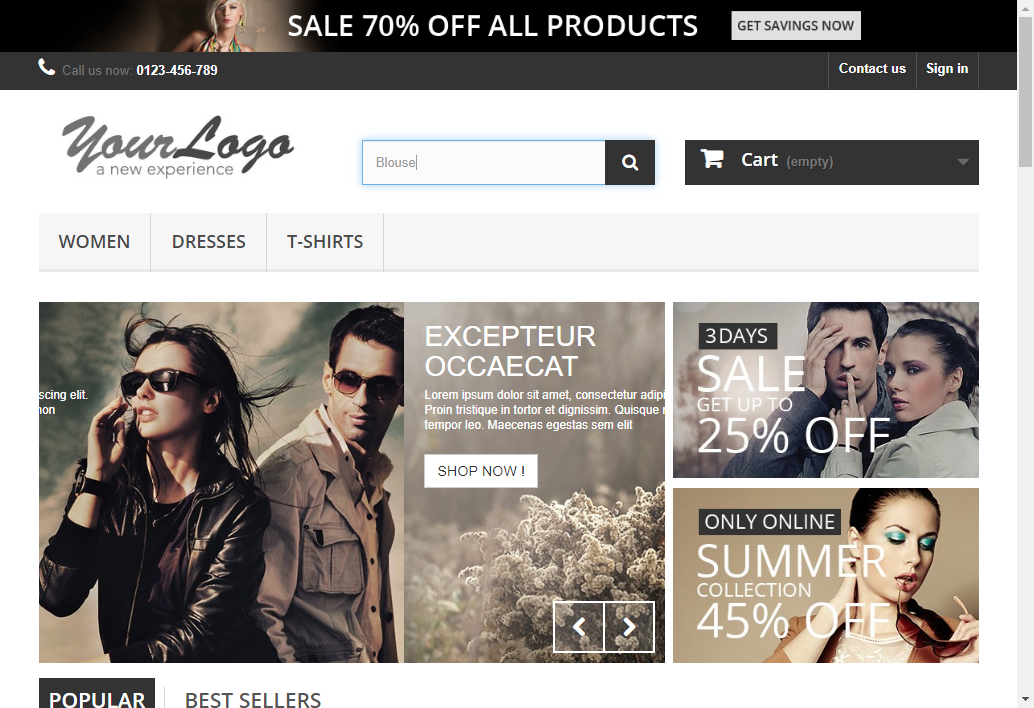 SALE 70% OFF ALL PRODUCTS
GET SAVINGS NOW
Call us now: 0123-456-789
Contact us
Sign in
YourLogo
a new experience
Blouse
Cart (empty)
WOMEN
DRESSES
T-SHIRTS
scing elit.
non
EXCEPTEUR
OCCAECAT
Lorem ipsum dolor sit amet, consectetur adipi
Proin tristique in tortor et dignissim. Quisque
tempor leo. Maecenas egestas sem elit
SHOP NOW !
3 DAYS
SALE
GET UP TO
25% OFF
ONLY ONLINE
SUMMER
COLLECTION
45% OFF
POPULAR
BEST SELLERS